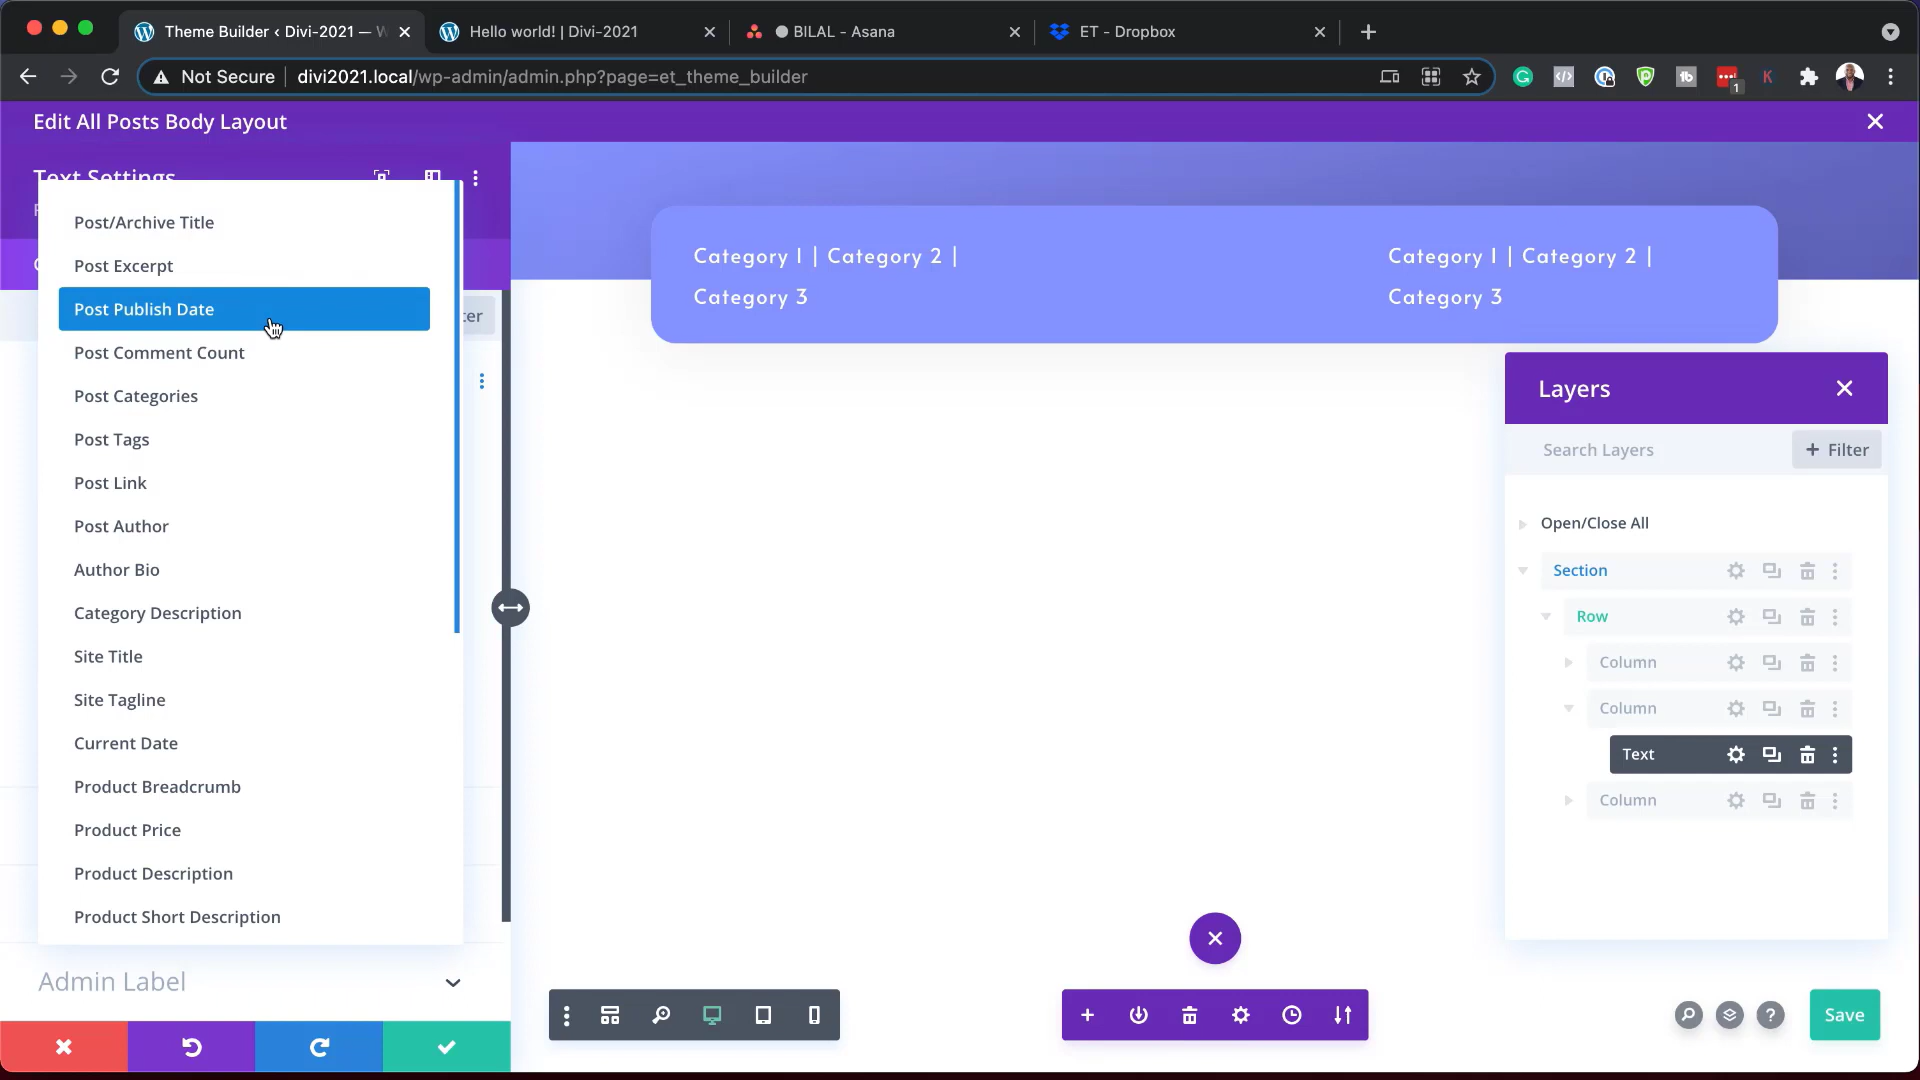 Theme Builder ‹ Divi-2021 — W
Hello world! | Divi-2021
BILAL - Asana
ET - Dropbox
Not Secure
divi2021.local/wp-admin/admin.php?page=et_theme_builder
1
Edit All Posts Body Layout
Text Settings
Post/Archive Title
Post Excerpt
Post Publish Date
Post Comment Count
Post Categories
Post Tags
Post Link
Post Author
Author Bio
Category Description
Site Title
Site Tagline
Current Date
Product Breadcrumb
Product Price
Product Description
Product Short Description
ter
Admin Label
Category 1 | Category 2 |
Category 3
Category 1 | Category 2 |
Category 3
Layers
Search Layers
+ Filter
Open/Close All
Section
Row
Column
Column
Text
Column
Save